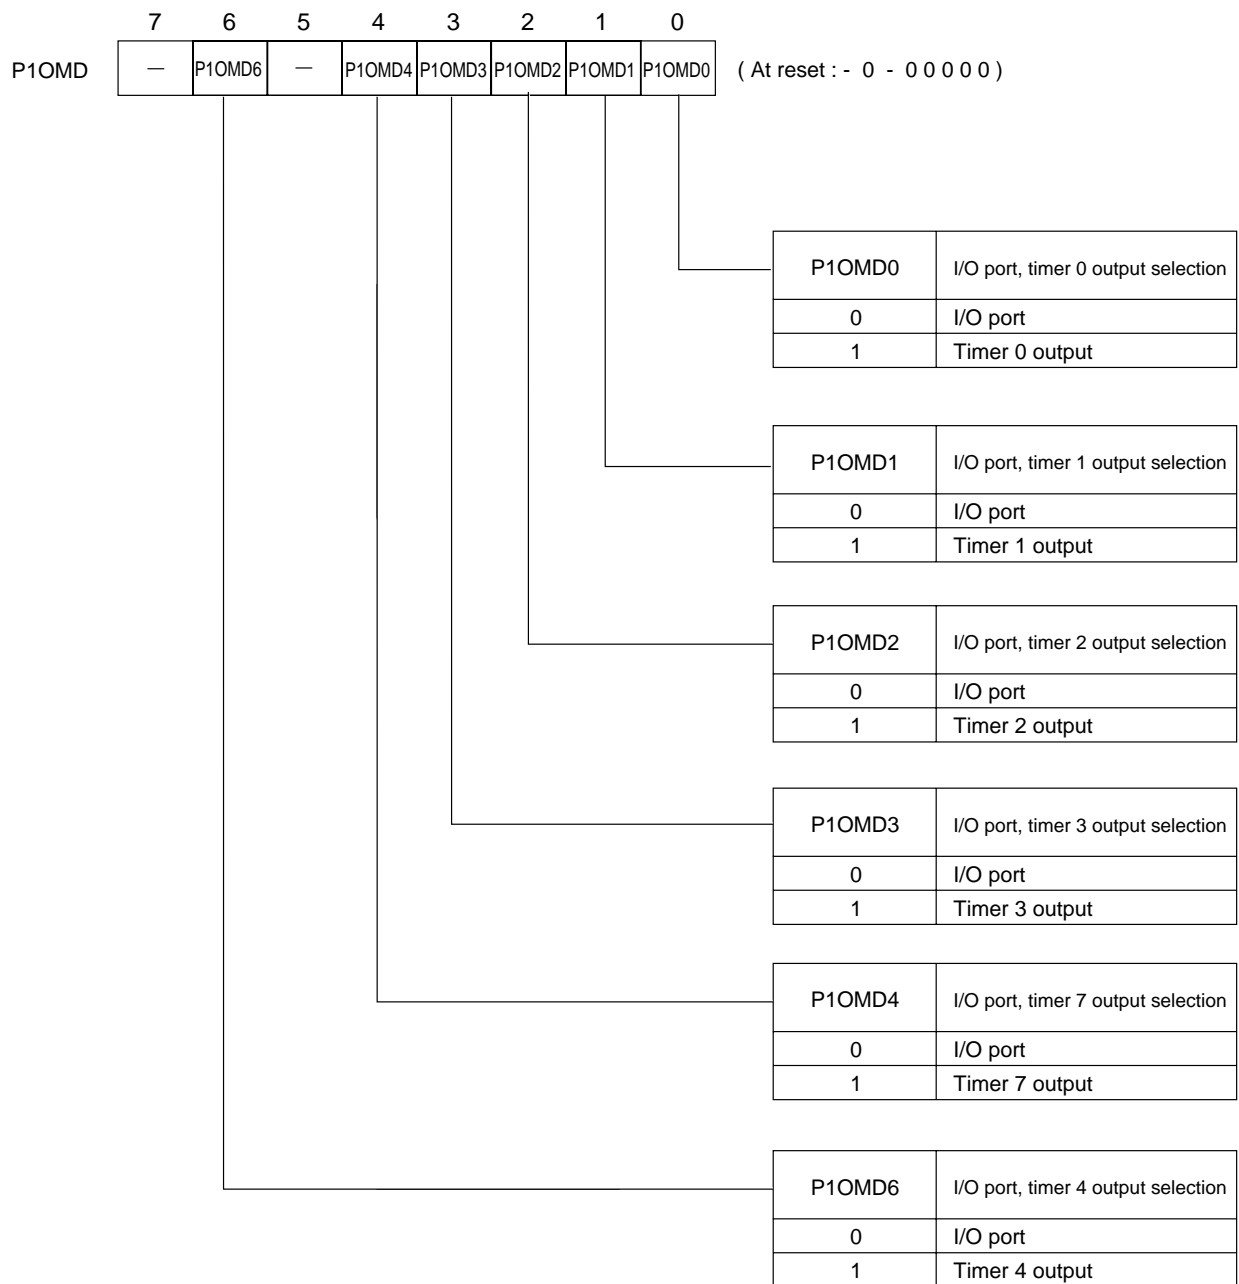 7 6 5 4 3 2 1 0
P1OMD — P1OMD6 — P1OMD4 P1OMD3 P1OMD2 P1OMD1 P1OMD0 ( At reset : - 0 - 0 0 0 0 0 )
P1OMD0 I/O port, timer 0 output selection
0 I/O port
1 Timer 0 output
P1OMD1 I/O port, timer 1 output selection
0 I/O port
1 Timer 1 output
P1OMD2 I/O port, timer 2 output selection
0 I/O port
1 Timer 2 output
P1OMD3 I/O port, timer 3 output selection
0 I/O port
1 Timer 3 output
P1OMD4 I/O port, timer 7 output selection
0 I/O port
1 Timer 7 output
P1OMD6 I/O port, timer 4 output selection
0 I/O port
1 Timer 4 output